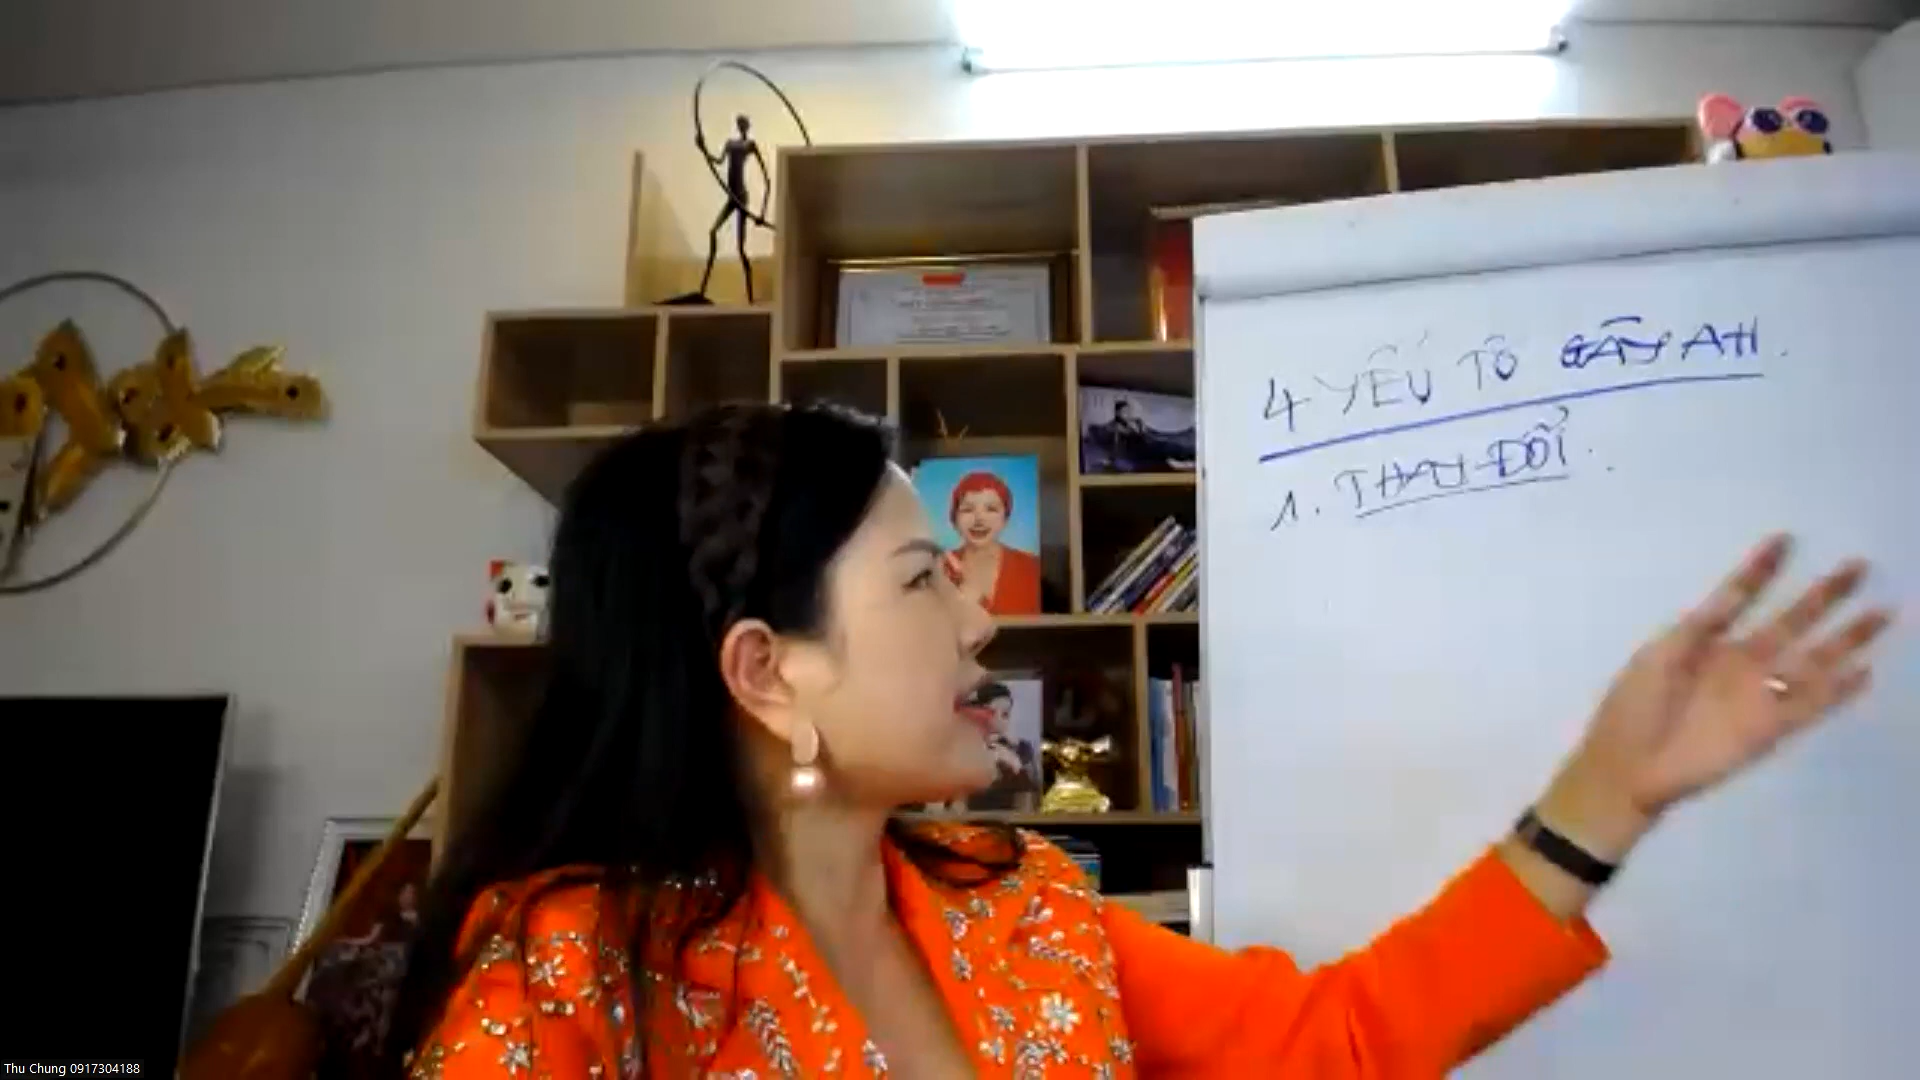 4 YẾU TỐ GÂY AH.
1. THAY ĐỔI.
Thu Chung 0917304188